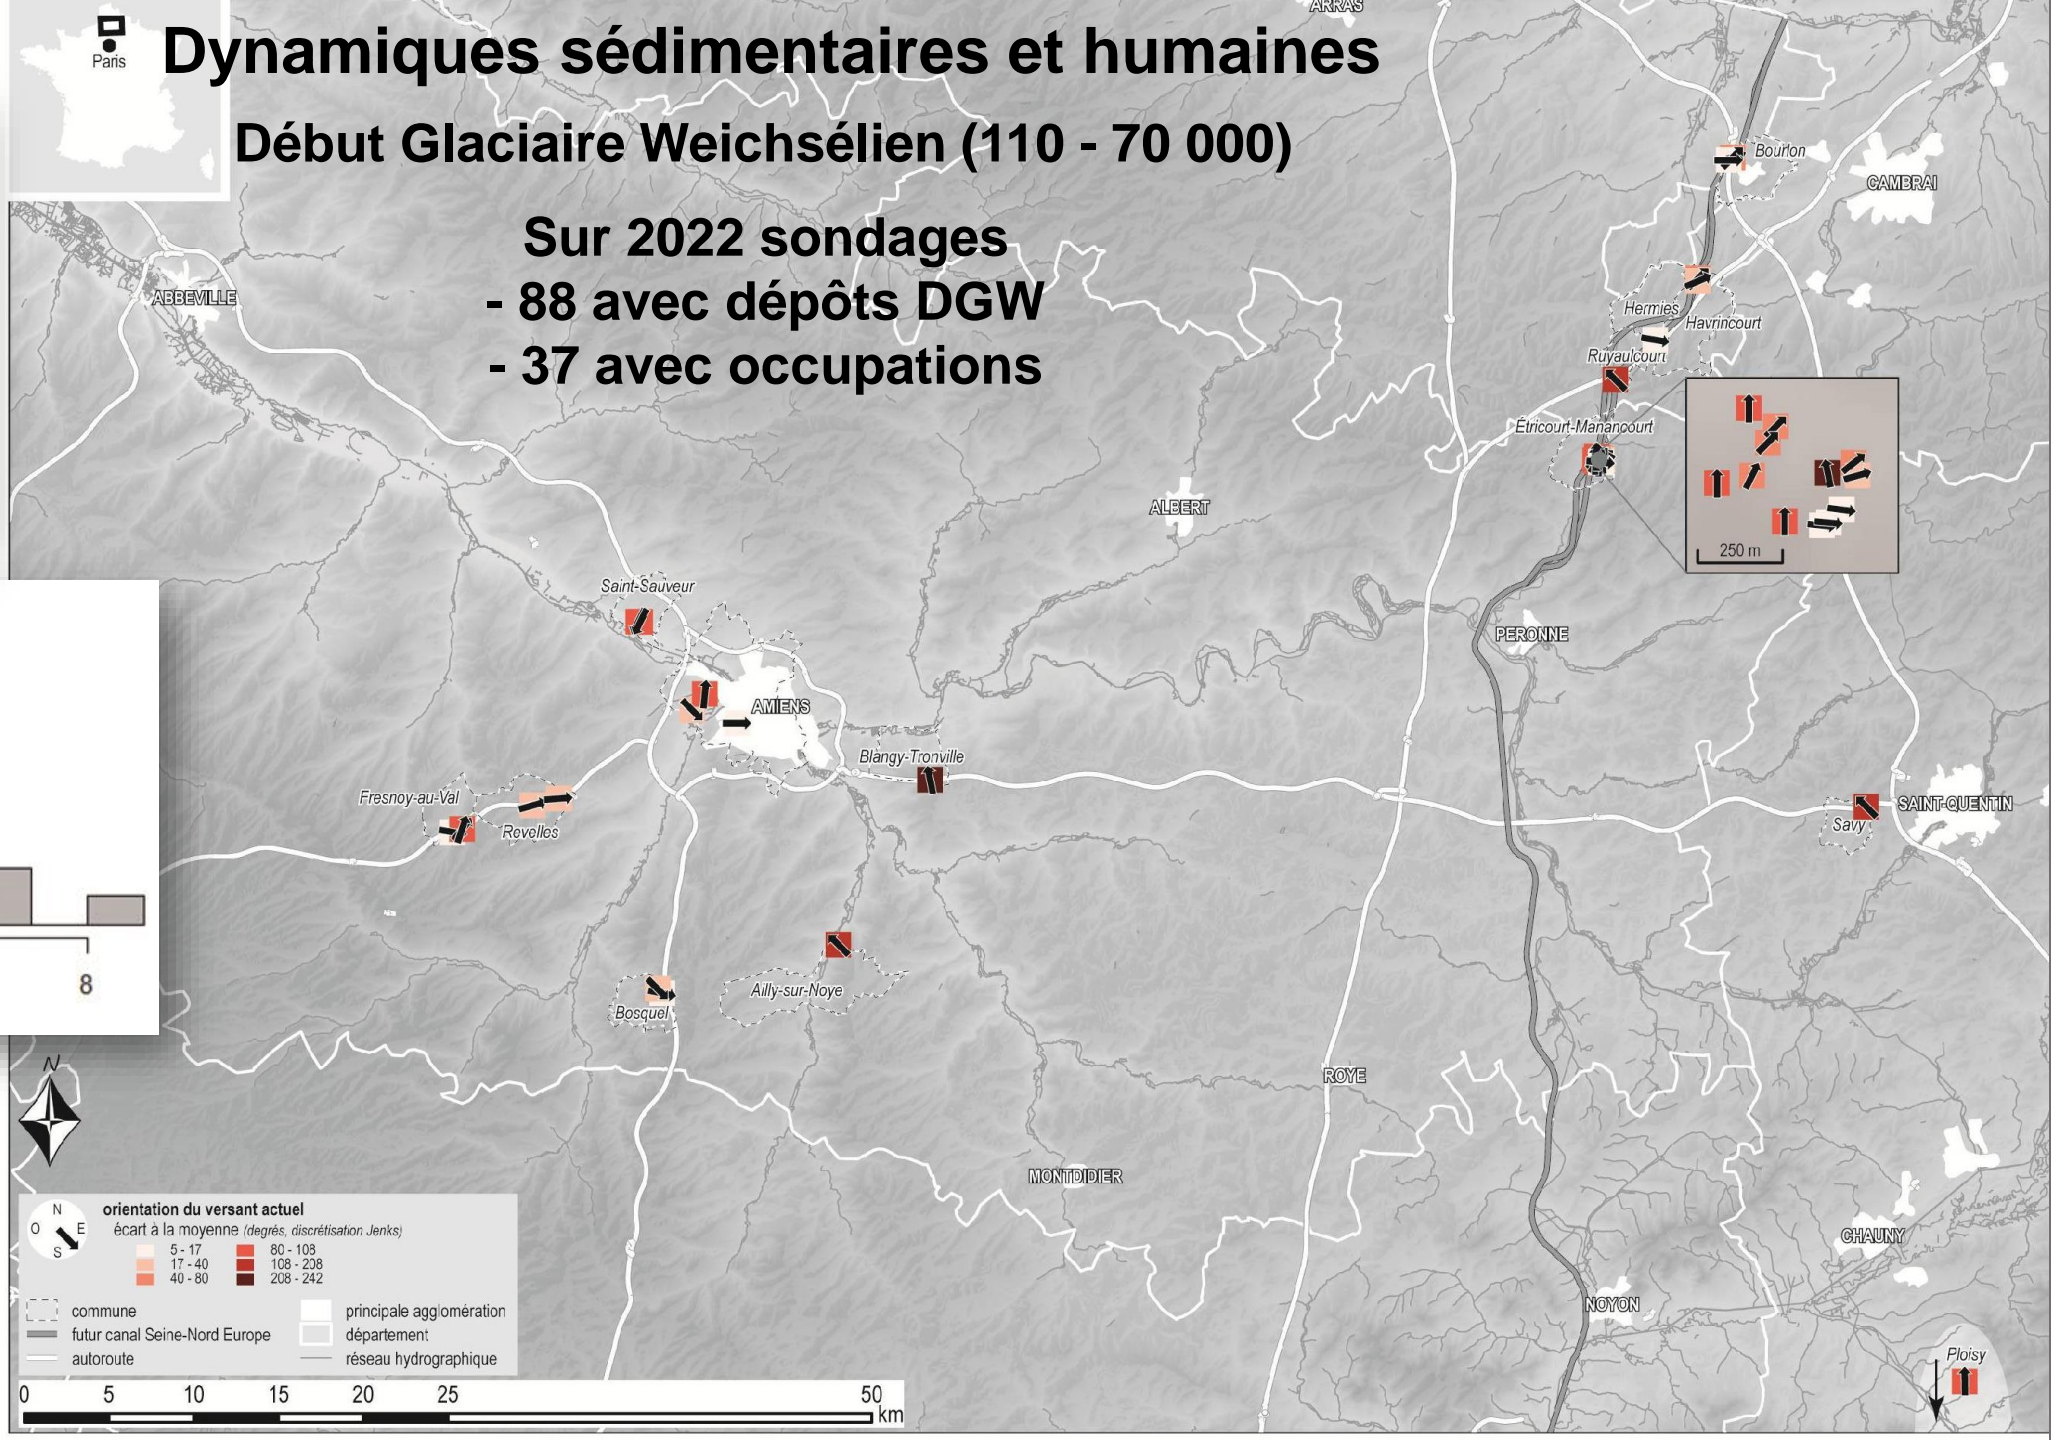 ARRAS
Paris
Dynamiques sédimentaires et humaines
Début Glaciaire Weichsélien (110 - 70 000)
Sur 2022 sondages
- 88 avec dépôts DGW
- 37 avec occupations
Bourlon
CAMBRAI
ABBEVILLE
Hermies
Havrincourt
Ruyaulcourt
Étricourt-Manancourt
ALBERT
250 m
Saint-Sauveur
PERONNE
AMIENS
Blangy-Tronville
Fresnoy-au-Val
Revelles
SAINT-QUENTIN
Savy
8
Ailly-sur-Noye
Bosquel
N
ROYE
MONTDIDIER
CHAUNY
NOYON
Ploisy
N
O E
S
orientation du versant actuel
écart à la moyenne (degrés, discrétisation Jenks)
5 - 17 80 - 108
17 - 40 108 - 208
40 - 80 208 - 242
commune principale agglomération
futur canal Seine-Nord Europe département
autoroute réseau hydrographique
0 5 10 15 20 25 50
km